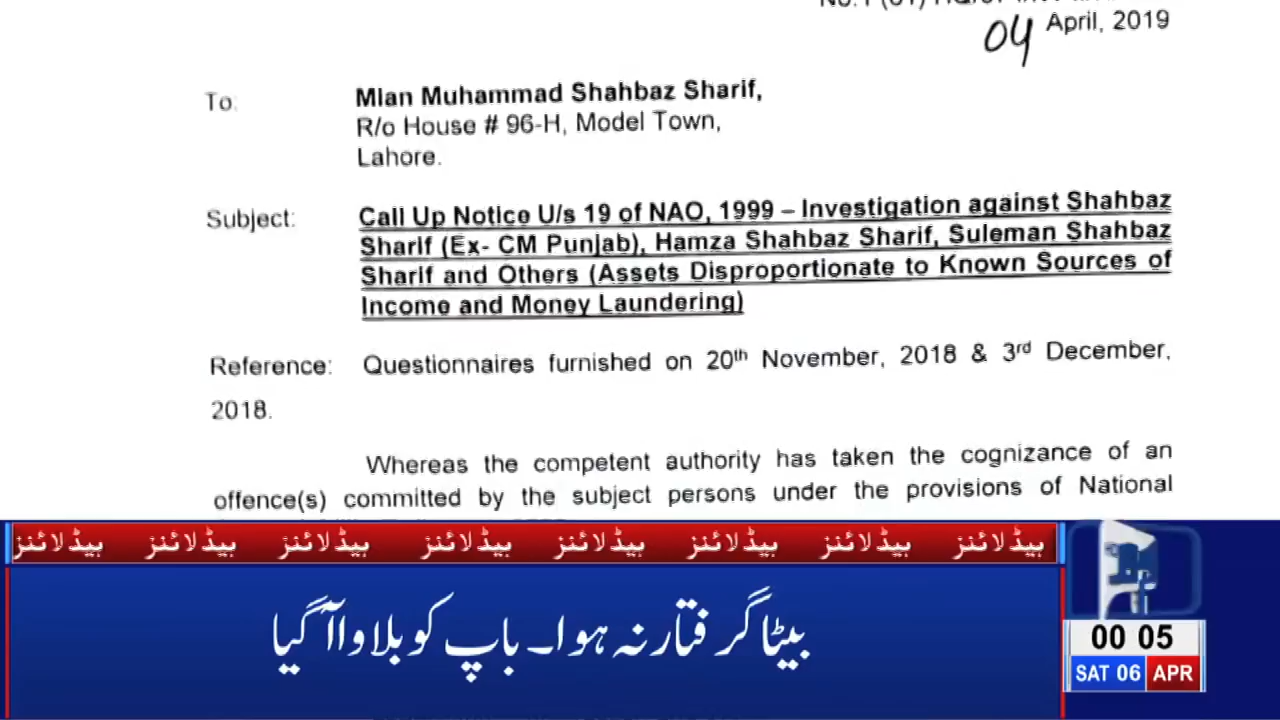 04 April, 2019
To:
Mian Muhammad Shahbaz Sharif,
R/o House # 96-H, Model Town,
Lahore.
Subject:
Call Up Notice U/s 19 of NAO, 1999 – Investigation against Shahbaz
Sharif (Ex- CM Punjab), Hamza Shahbaz Sharif, Suleman Shahbaz
Sharif and Others (Assets Disproportionate to Known Sources of
Income and Money Laundering)
Reference: Questionnaires furnished on 20th November, 2018 & 3rd December,
2018.
Whereas the competent authority has taken the cognizance of an
offence(s) committed by the subject persons under the provisions of National
ہیڈلائنز ہیڈلائنز ہیڈلائنز ہیڈلائنز ہیڈلائنز ہیڈلائنز ہیڈلائنز ہیڈلائنز
بیٹا گرفتار نہ ہوا۔ باپ کو بلاوا آگیا
00 05
SAT 06 APR